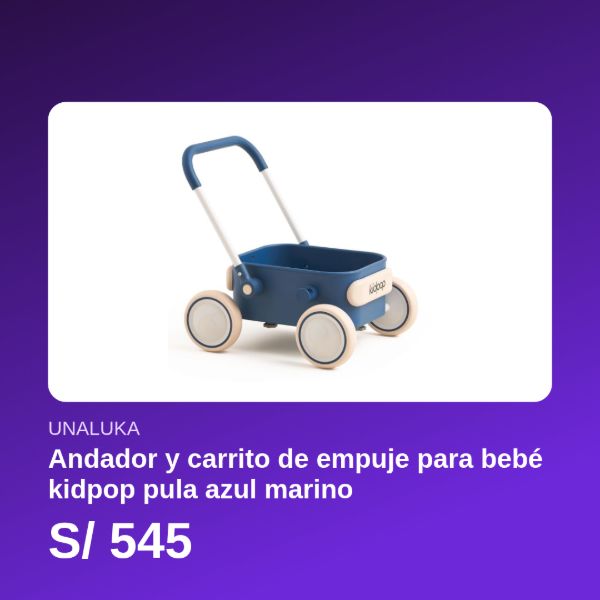 kidpop
UNALUKA
Andador y carrito de empuje para bebé
kidpop pula azul marino
S/ 545